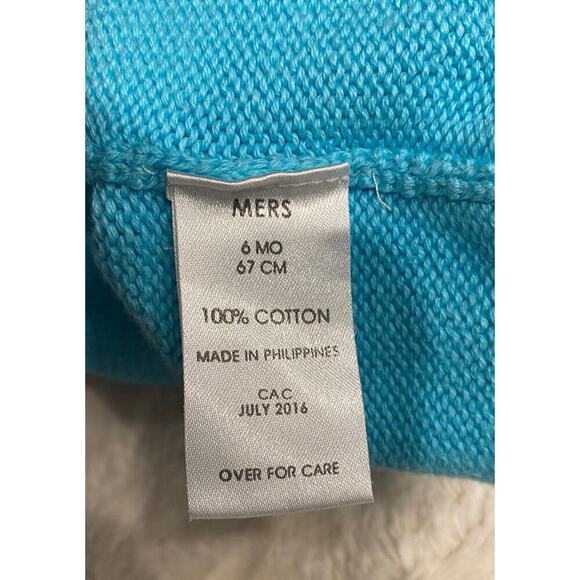 MERS
6 MO
67 CM
100% COTTON
MADE IN PHILIPPINES
CAC
JULY 2016
OVER FOR CARE